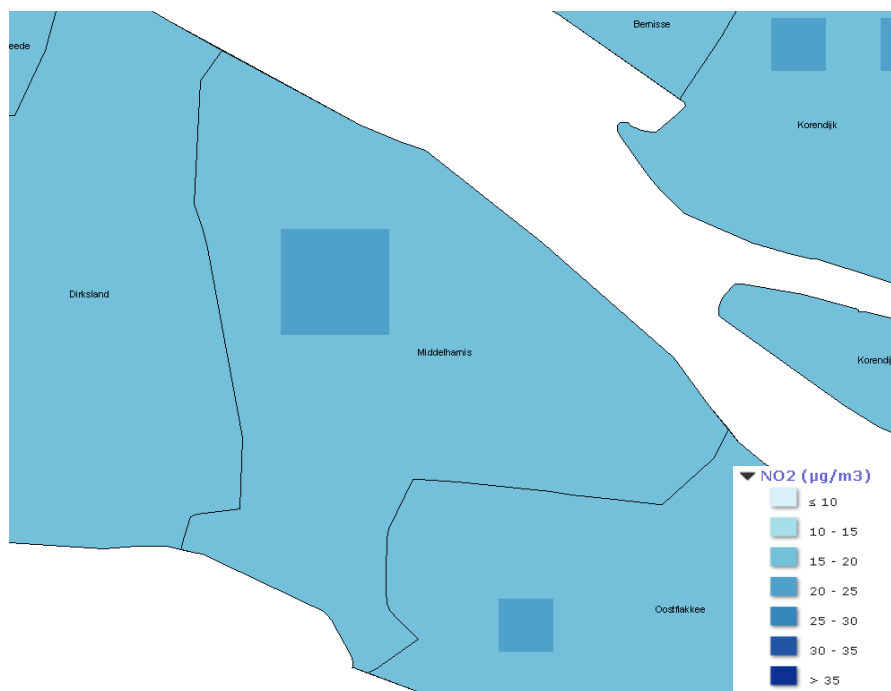 Bernisse
eede
Korendijk
Dirksland
Middelharnis
Korendij
NO2 (µg/m3)
≤ 10
10 - 15
15 - 20
20 - 25
25 - 30
30 - 35
> 35
Oostflakkee